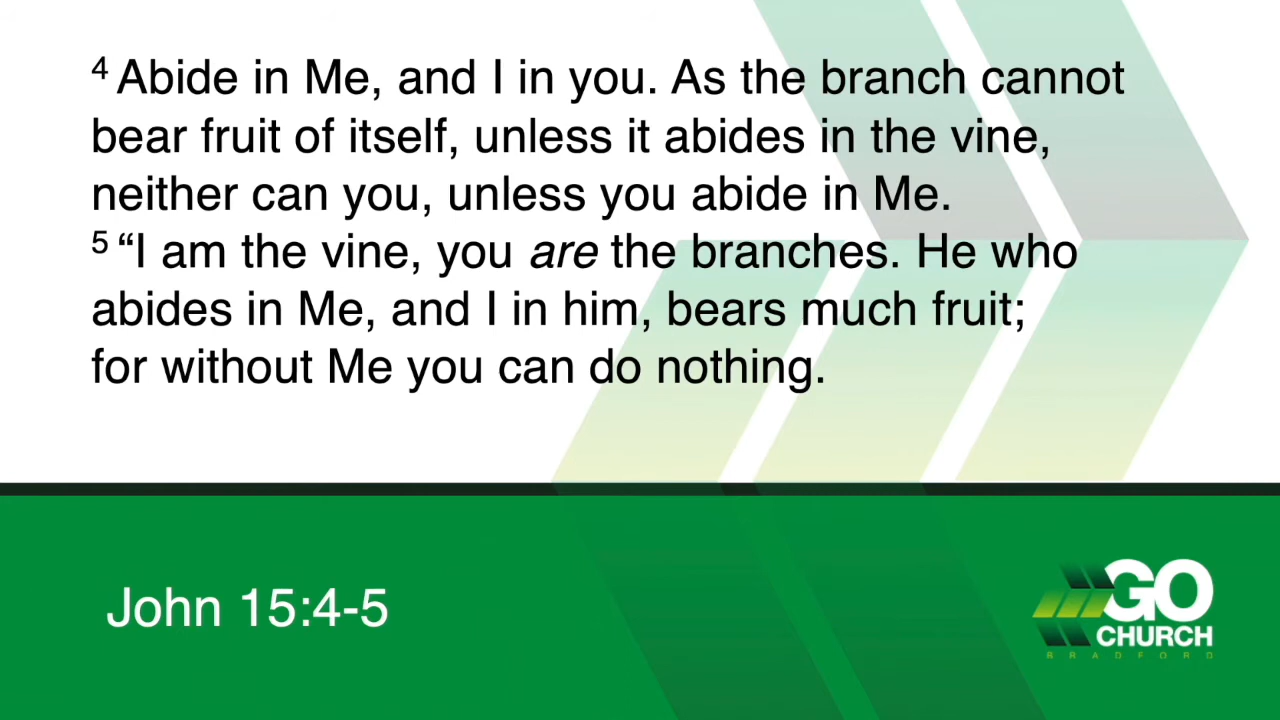 4 Abide in Me, and I in you. As the branch cannot
bear fruit of itself, unless it abides in the vine,
neither can you, unless you abide in Me.
5 “I am the vine, you are the branches. He who
abides in Me, and I in him, bears much fruit;
for without Me you can do nothing.
John 15:4-5
GO
CHURCH
BRADFORD